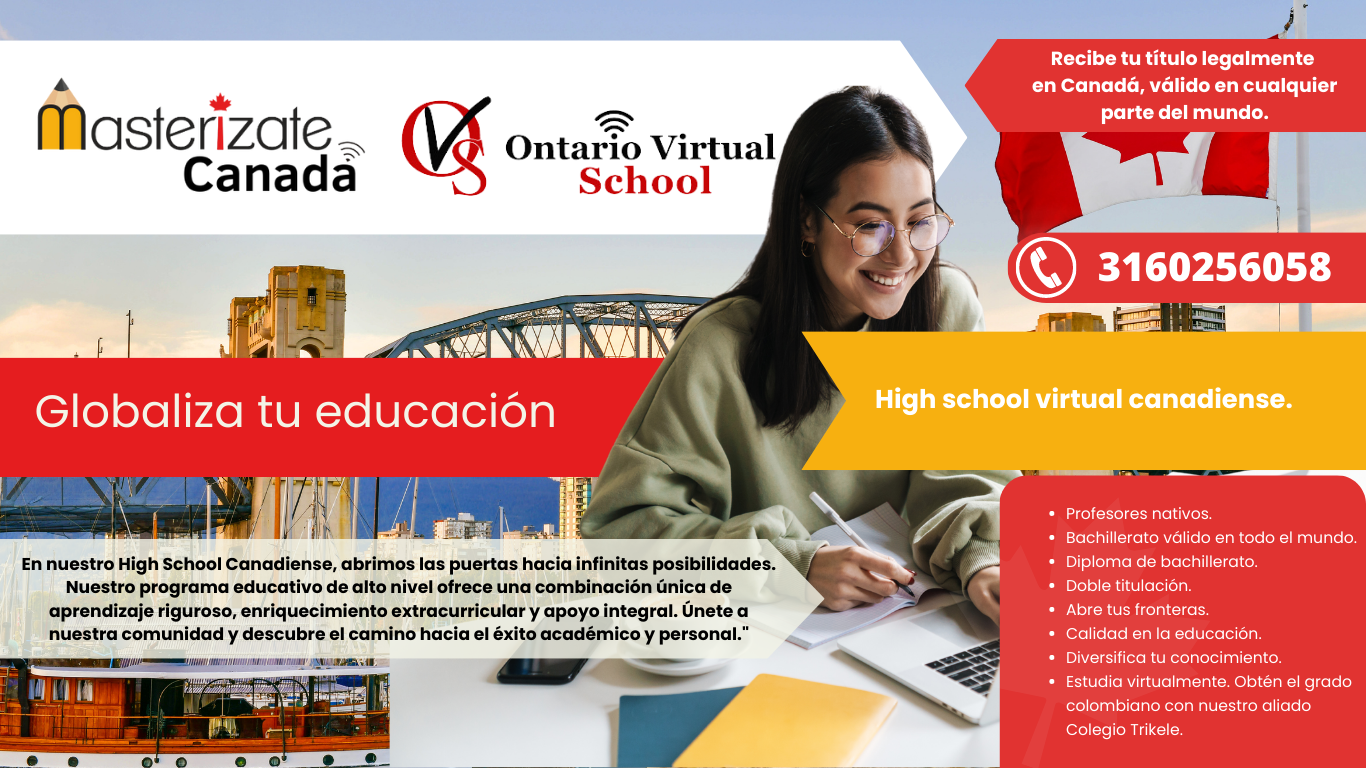 Masterizate
Canada
OVS
Ontario Virtual
School
Recibe tu título legalmente
en Canadá, válido en cualquier
parte del mundo.
3160256058
Globaliza tu educación
High school virtual canadiense.
En nuestro High School Canadiense, abrimos las puertas hacia infinitas posibilidades.
Nuestro programa educativo de alto nivel ofrece una combinación única de
aprendizaje riguroso, enriquecimiento extracurricular y apoyo integral. Únete a
nuestra comunidad y descubre el camino hacia el éxito académico y personal."
• Profesores nativos.
• Bachillerato válido en todo el mundo.
• Diploma de bachillerato.
• Doble titulación.
• Abre tus fronteras.
• Calidad en la educación.
• Diversifica tu conocimiento.
• Estudia virtualmente. Obtén el grado
colombiano con nuestro aliado
Colegio Trikele.